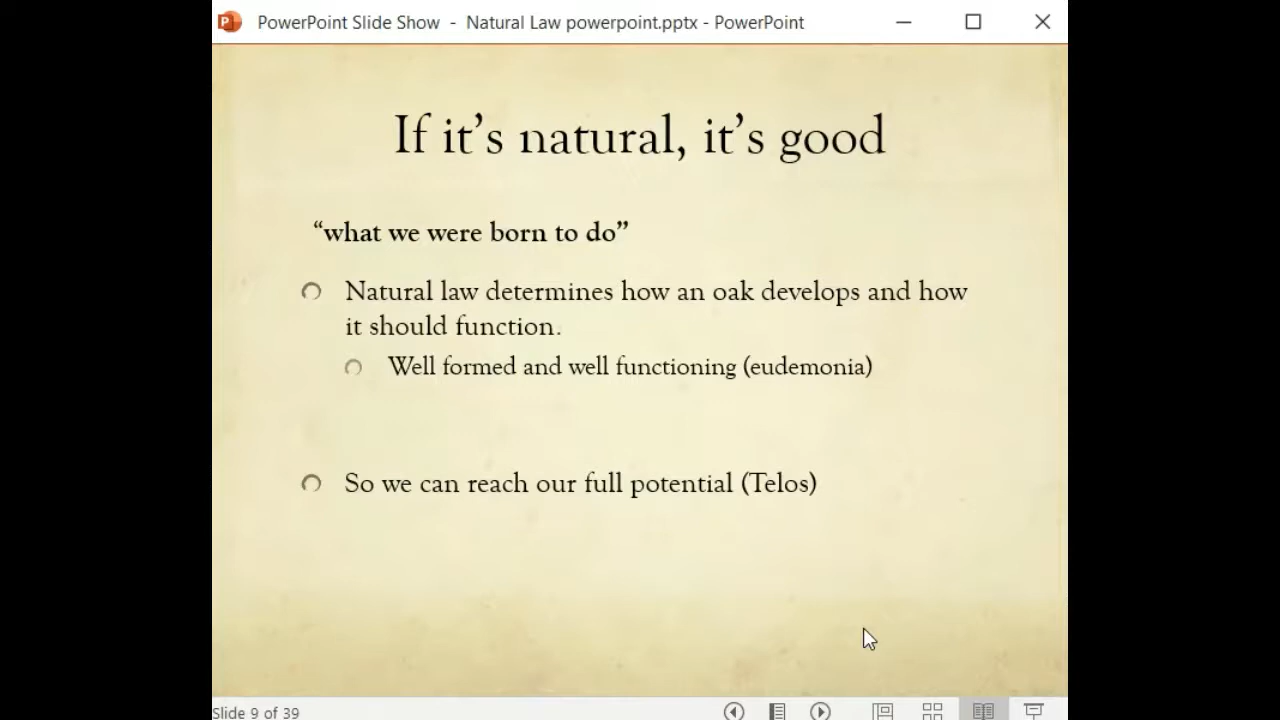 PowerPoint Slide Show - Natural Law powerpoint.pptx - PowerPoint
If it's natural, it's good
“what we were born to do”
Natural law determines how an oak develops and how
it should function.
Well formed and well functioning (eudemonia)
So we can reach our full potential (Telos)
Slide 9 of 39